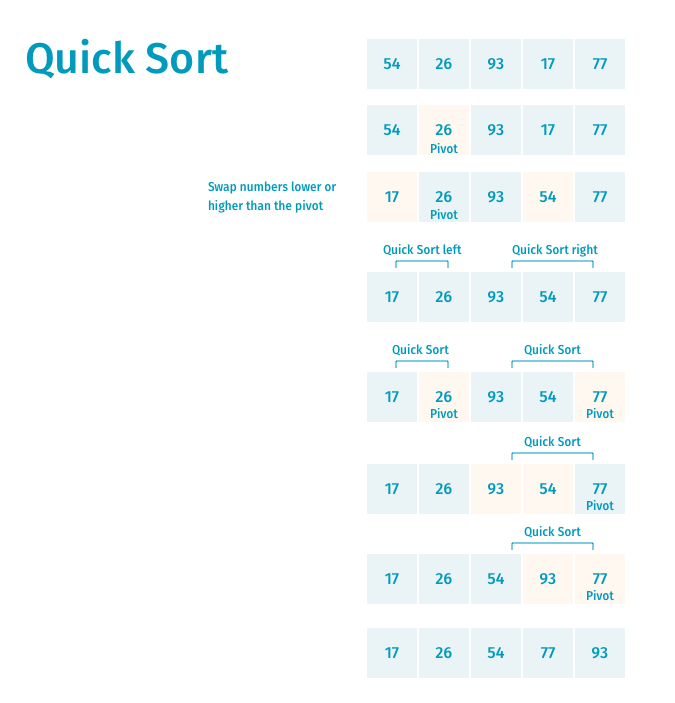 Quick Sort
54 26 93 17 77
54 26 93 17 77
Pivot
Swap numbers lower or
higher than the pivot
17 26 93 54 77
Pivot
Quick Sort left Quick Sort right
17 26 93 54 77
Quick Sort Quick Sort
17 26 93 54 77
Pivot Pivot
Quick Sort
17 26 93 54 77
Pivot
Quick Sort
17 26 54 93 77
Pivot
17 26 54 77 93